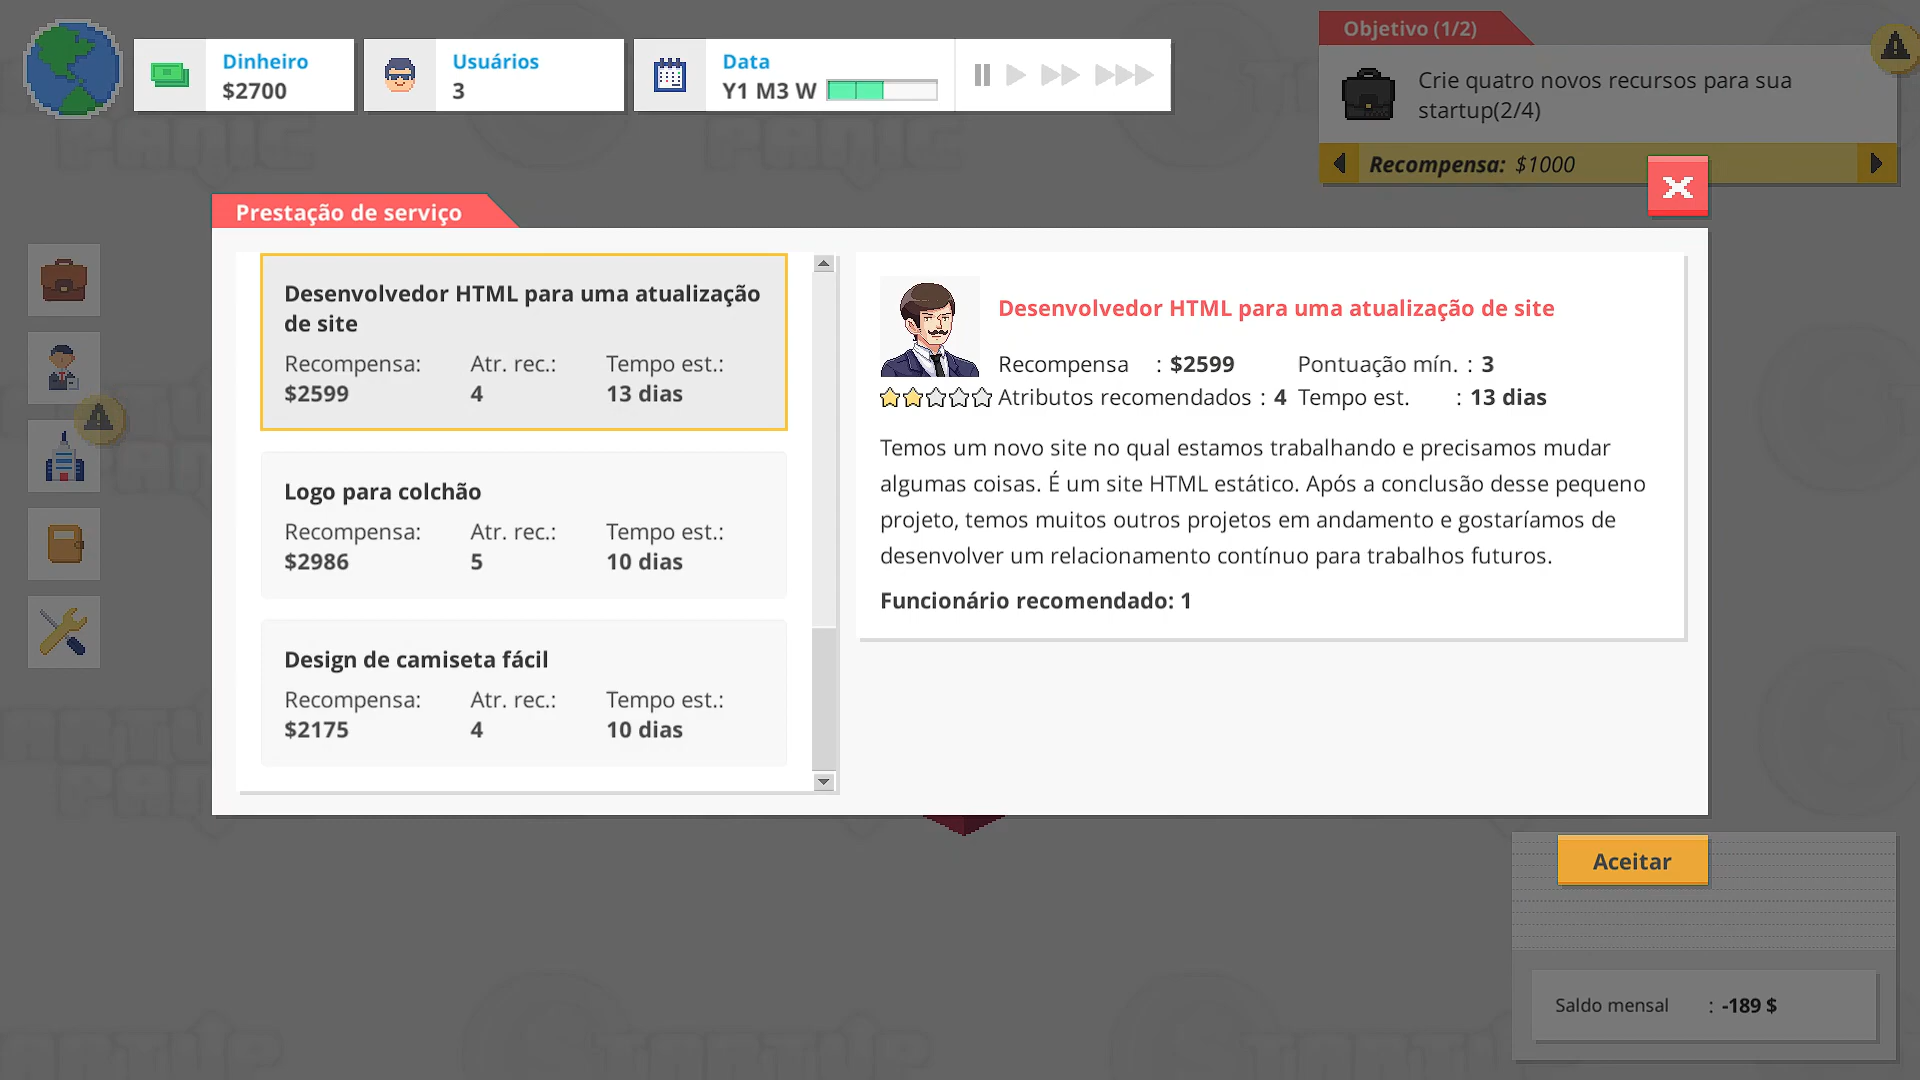 Dinheiro
$2700
Usuários
3
Data
Y1 M3 W
Objetivo (1/2)
Crie quatro novos recursos para sua
startup(2/4)
Recompensa: $1000
Prestação de serviço
Desenvolvedor HTML para uma atualização
de site
Recompensa: Atr. rec.: Tempo est.:
$2599 4 13 dias
Logo para colchão
Recompensa: Atr. rec.: Tempo est.:
$2986 5 10 dias
Design de camiseta fácil
Recompensa: Atr. rec.: Tempo est.:
$2175 4 10 dias
Desenvolvedor HTML para uma atualização de site
Recompensa : $2599 Pontuação mín. : 3
Atributos recomendados : 4 Tempo est. : 13 dias
Temos um novo site no qual estamos trabalhando e precisamos mudar
algumas coisas. É um site HTML estático. Após a conclusão desse pequeno
projeto, temos muitos outros projetos em andamento e gostaríamos de
desenvolver um relacionamento contínuo para trabalhos futuros.
Funcionário recomendado: 1
Aceitar
Saldo mensal : -189 $